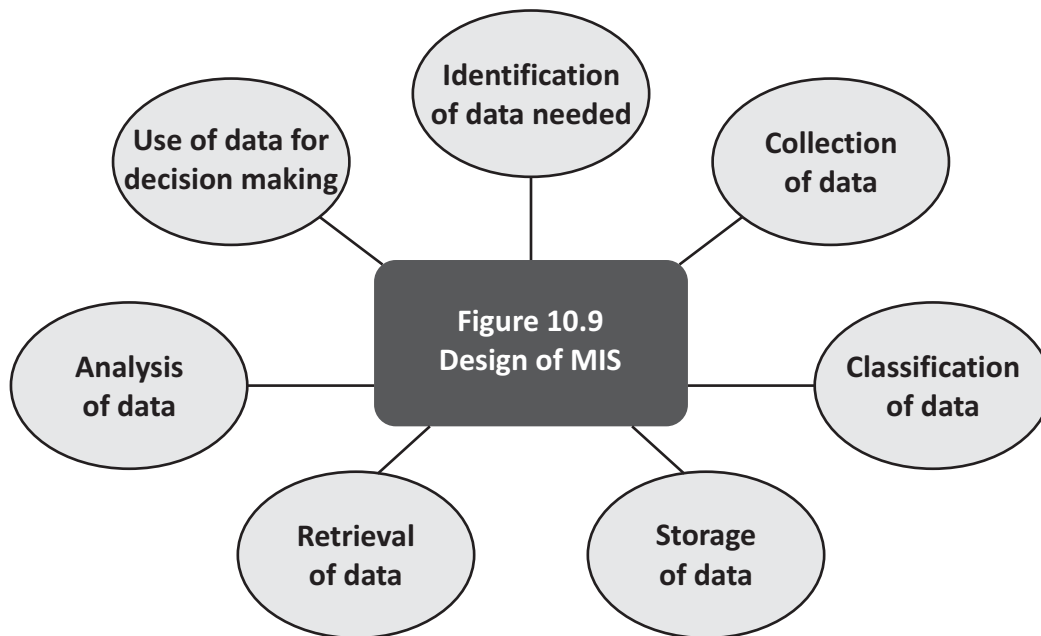 Identification
of data needed
Collection
of data
Classification
of data
Storage
of data
Retrieval
of data
Analysis
of data
Use of data for
decision making
Figure 10.9
Design of MIS